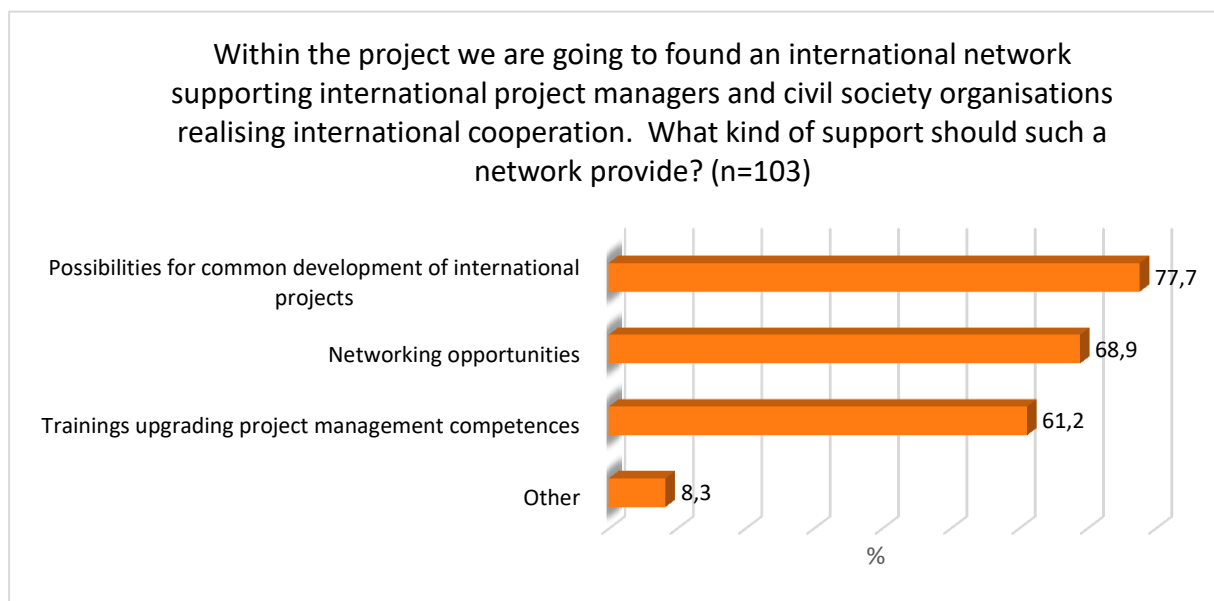 Within the project we are going to found an international network
supporting international project managers and civil society organisations
realising international cooperation.  What kind of support should such a
network provide? (n=103)
Possibilities for common development of international
projects
77,7
Networking opportunities
68,9
Trainings upgrading project management competences
61,2
Other
8,3
%